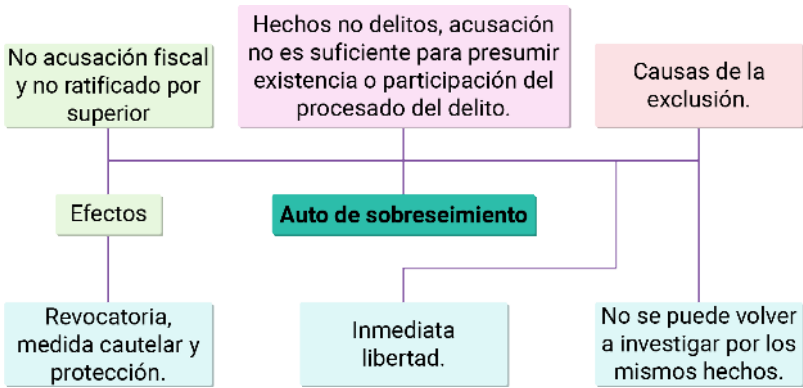 No acusación fiscal
y no ratificado por
superior
Hechos no delitos, acusación
no es suficiente para presumir
existencia o participación del
procesado del delito.
Causas de la
exclusión.
Efectos
Auto de sobreseimiento
Revocatoria,
medida cautelar y
protección.
Inmediata
libertad.
No se puede volver
a investigar por los
mismos hechos.